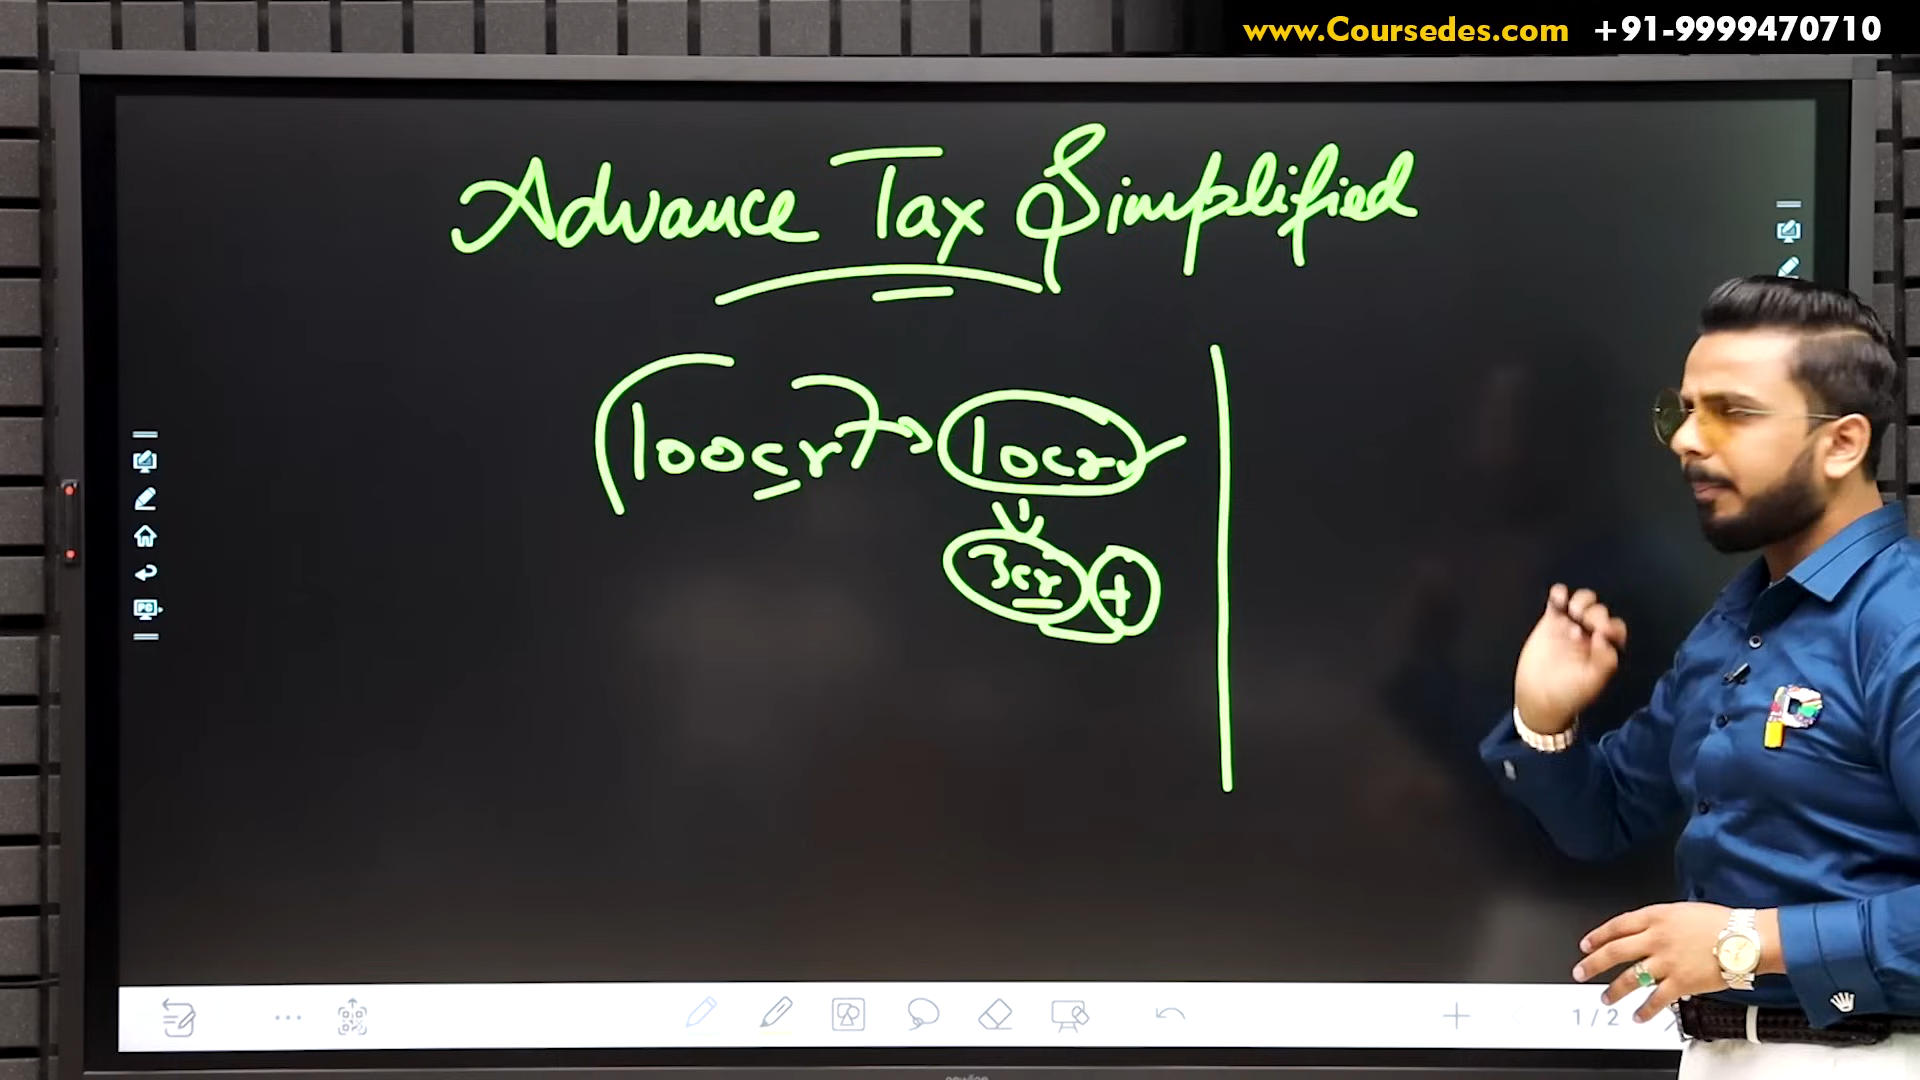 www.Coursedes.com +91-9999470710
Advance Tax Simplified
100cr → 10cr
3cr +
1/2